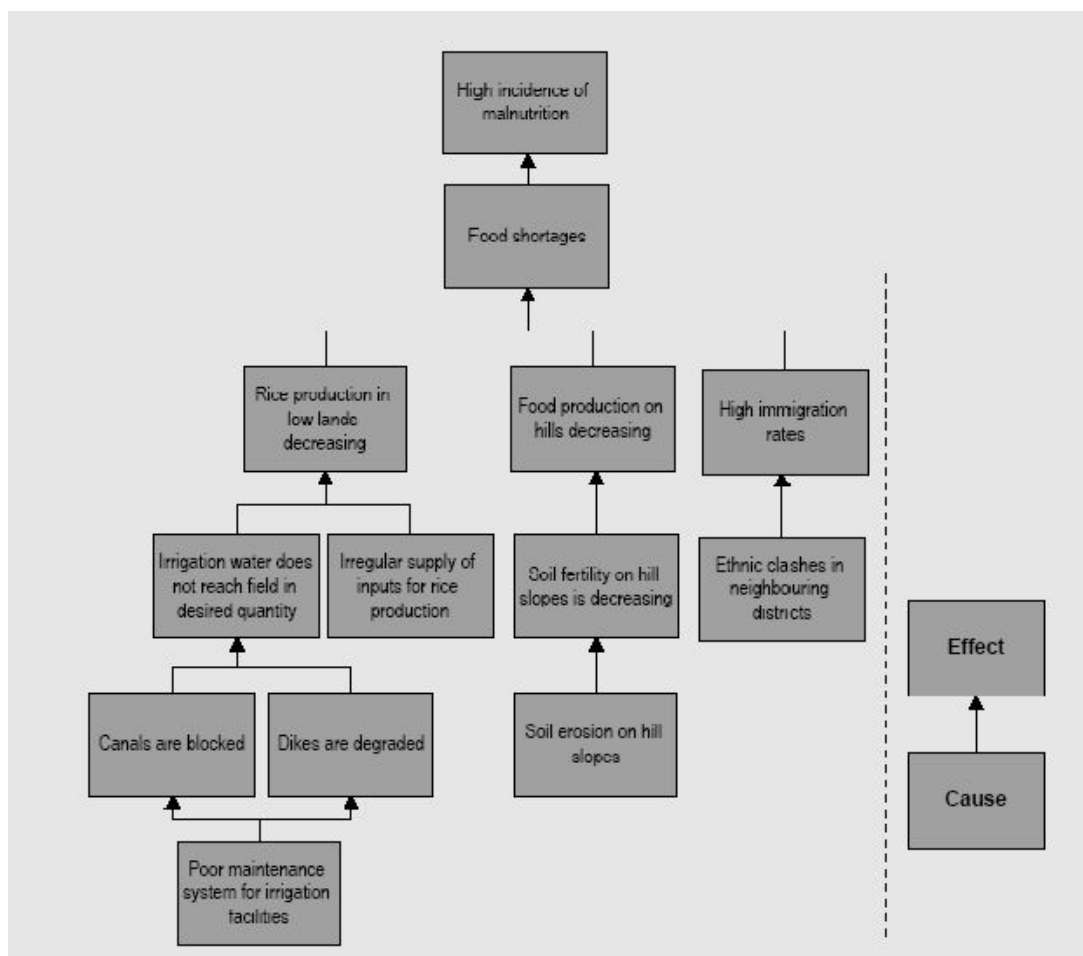 High incidence of
malnutrition
Food shortages
Rice production in
low lands
decreasing
Food production on
hills decreasing
High immigration
rates
Irrigation water does
not reach field in
desired quantity
Irregular supply of
inputs for rice
production
Soil fertility on hill
slopes is decreasing
Ethnic clashes in
neighbouring
districts
Effect
Canals are blocked
Dikes are degraded
Soil erosion on hill
slopes
Cause
Poor maintenance
system for irrigation
facilities